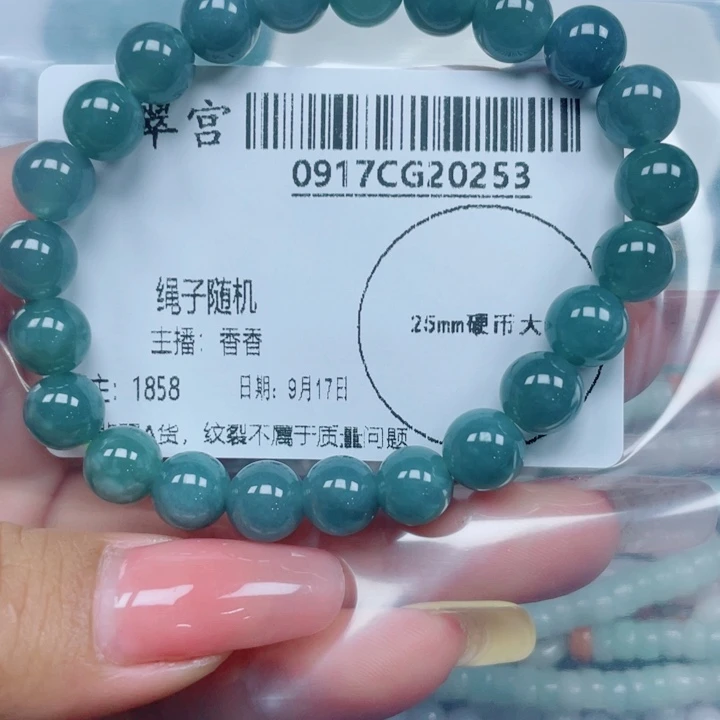 翠宫
0917CG20253
绳子随机
25mm硬币大
主播：香香
主：1858 日期：9月17日
A货，纹裂不属于质量问题